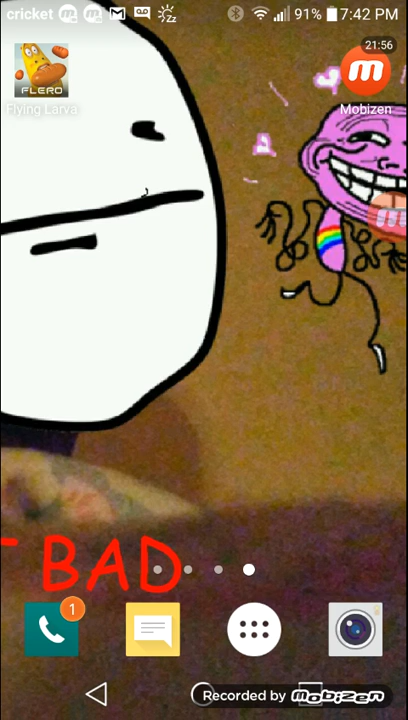 cricket 91% 7:42 PM
21:56
FLERO
Flying Larva
Mobizen
BAD
1
Recorded by mobizen